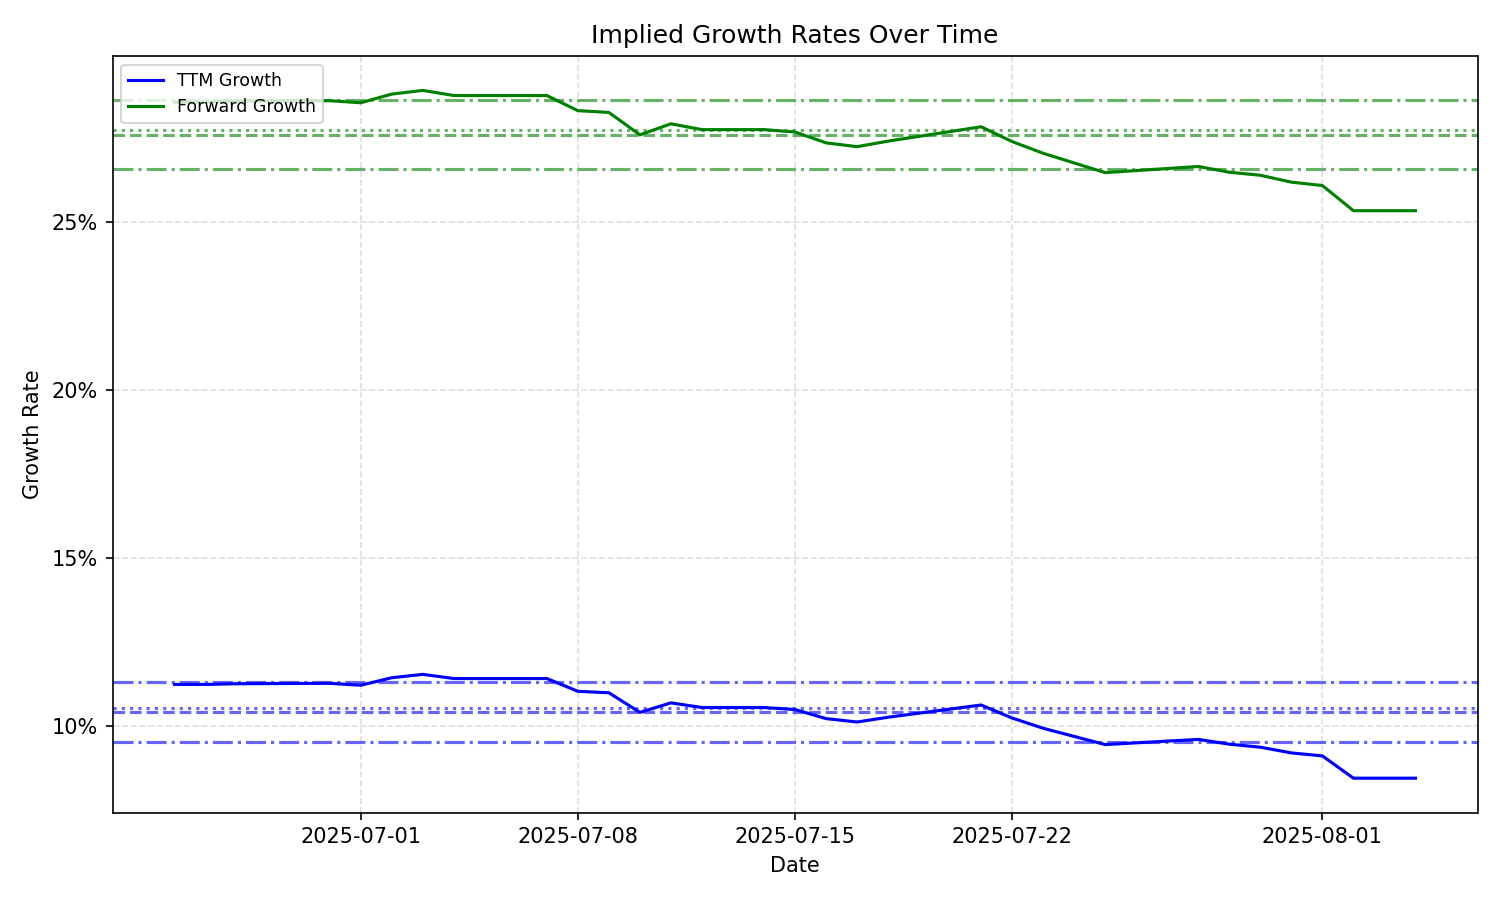 Implied Growth Rates Over Time
TTM Growth
Forward Growth
25%
20%
15%
10%
Growth Rate
2025-07-01
2025-07-08
2025-07-15
2025-07-22
2025-08-01
Date